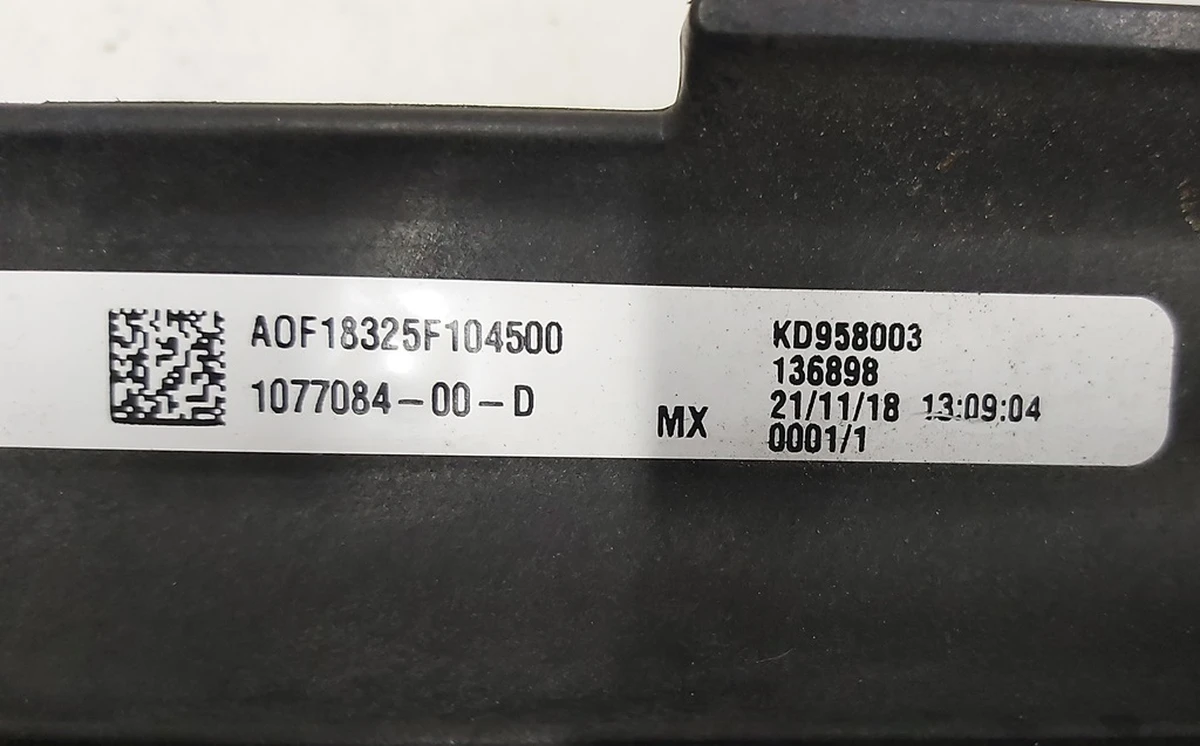 AOF18325F104500
1077084-00-D
MX
KD958003
136898
21/11/18 13:09:04
0001/1